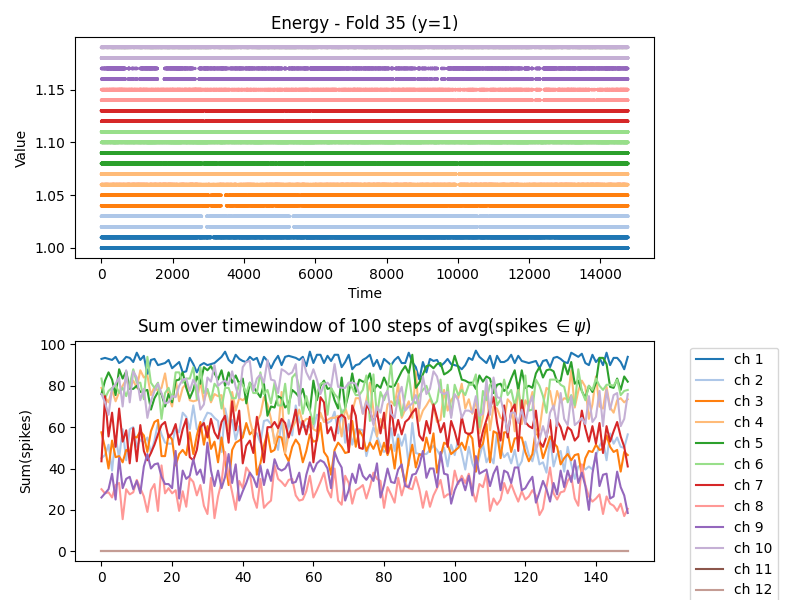 Energy - Fold 35 (y=1)
Value
1.15
1.10
1.05
1.00
0 2000 4000 6000 8000 10000 12000 14000
Time
Sum over timewindow of 100 steps of avg(spikes ∈ ψ)
Sum(spikes)
100
80
60
40
20
0
0 20 40 60 80 100 120 140
ch 1
ch 2
ch 3
ch 4
ch 5
ch 6
ch 7
ch 8
ch 9
ch 10
ch 11
ch 12